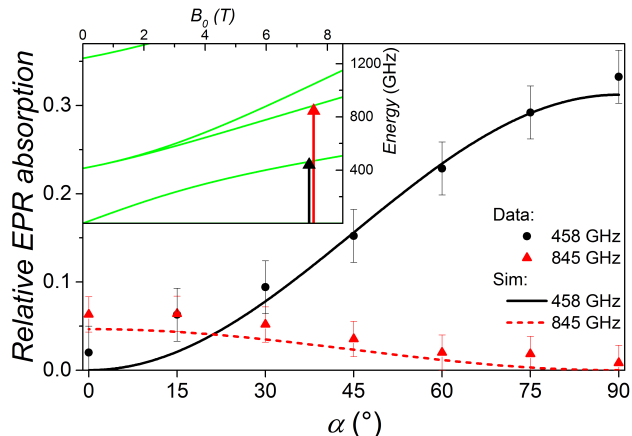 B₀ (T)
0 2 4 6 8
1200
800
400
Energy (GHz)
Relative EPR absorption
0.3
0.2
0.1
0.0
Data:
458 GHz
845 GHz
Sim:
458 GHz
845 GHz
0 15 30 45 60 75 90
α (°)